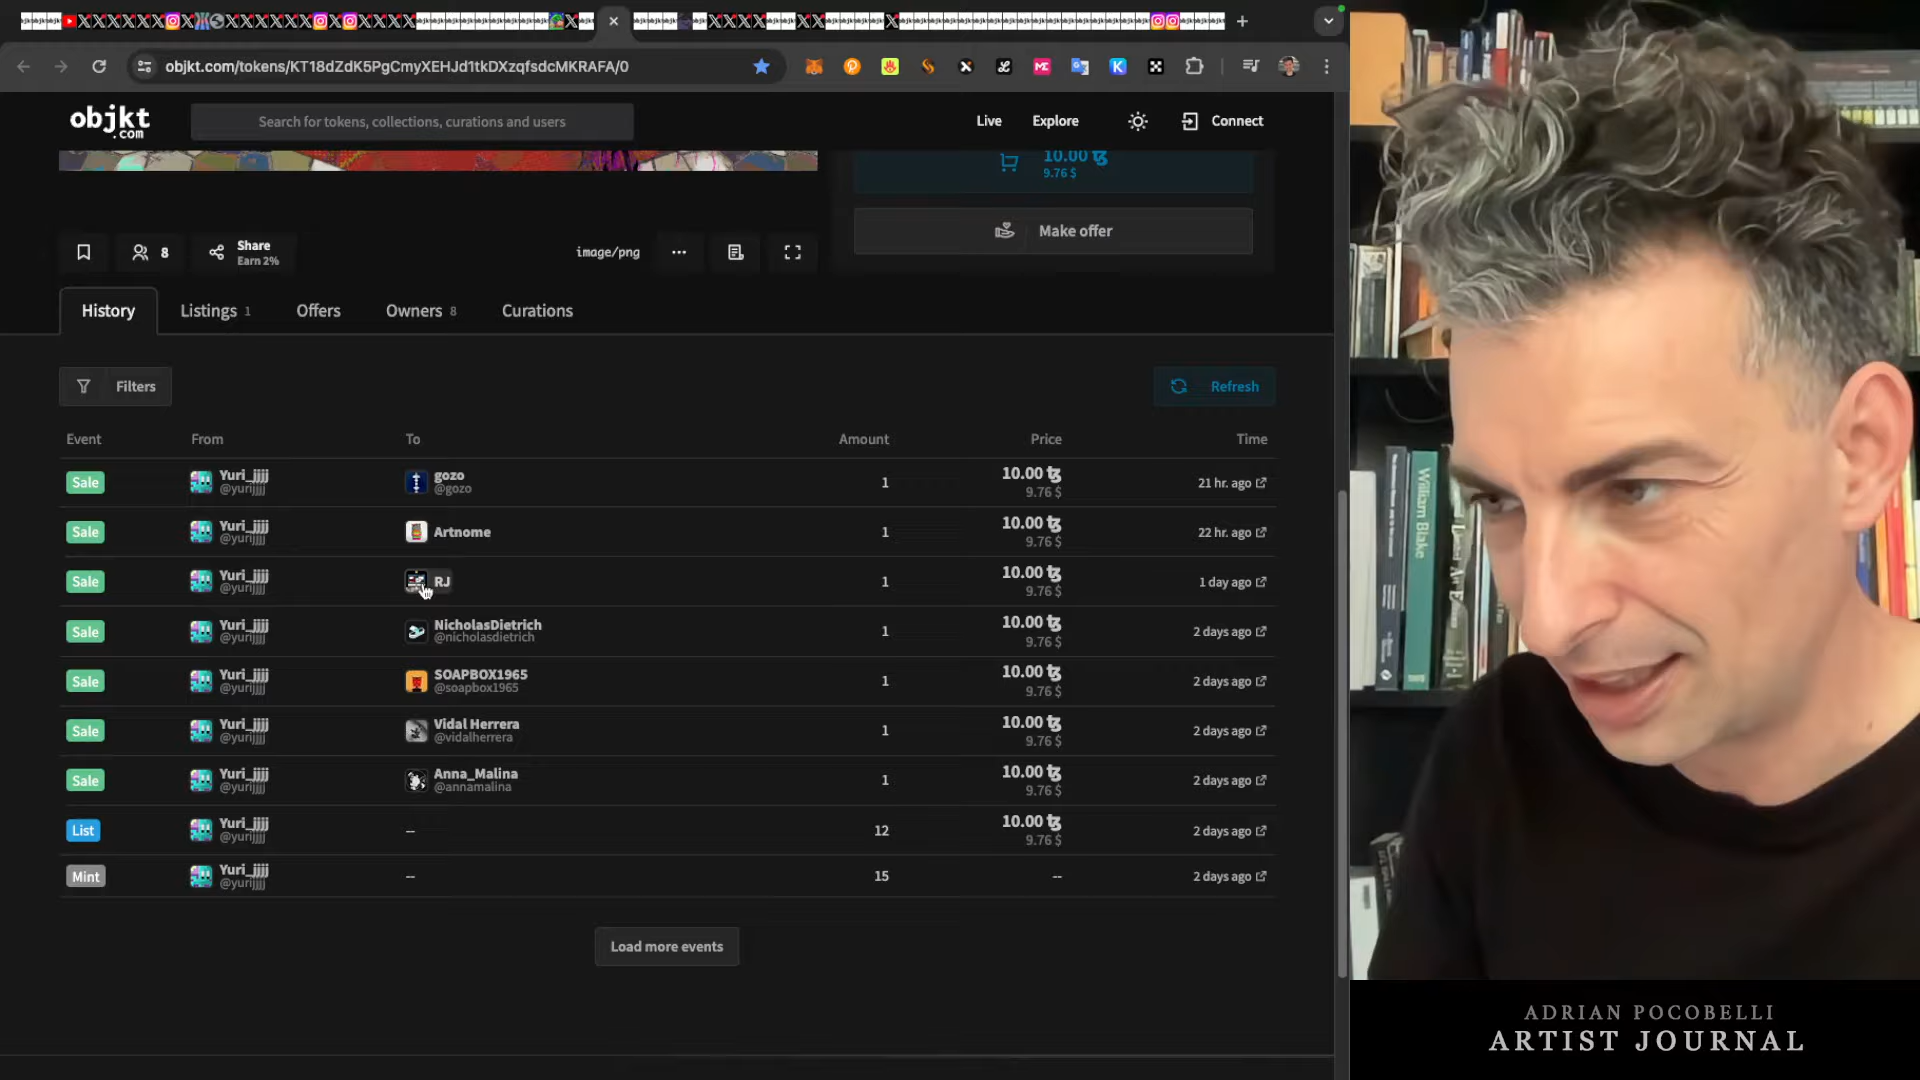 objkt.com/tokens/KT18dZdK5PgCmyXEHJd1tkDXzqfsdcMKRAFA/0
objkt
.com
Search for tokens, collections, curations and users
Live
Explore
Connect
10.00 ꜩ
9.76 $
Make offer
8
Share
Earn 2%
image/png
History
Listings 1
Offers
Owners 8
Curations
Filters
Refresh
Event From To Amount Price Time
Sale Yuri_jjjj gozo 1 10.00 ꜩ 21 hr. ago
@yurijjjj @gozo 9.76 $
Sale Yuri_jjjj Artnome 1 10.00 ꜩ 22 hr. ago
@yurijjjj 9.76 $
Sale Yuri_jjjj RJ 1 10.00 ꜩ 1 day ago
@yurijjjj 9.76 $
Sale Yuri_jjjj NicholasDietrich 1 10.00 ꜩ 2 days ago
@yurijjjj @nicholasdietrich 9.76 $
Sale Yuri_jjjj SOAPBOX1965 1 10.00 ꜩ 2 days ago
@yurijjjj @soapbox1965 9.76 $
Sale Yuri_jjjj Vidal Herrera 1 10.00 ꜩ 2 days ago
@yurijjjj @vidalherrera 9.76 $
Sale Yuri_jjjj Anna_Malina 1 10.00 ꜩ 2 days ago
@yurijjjj @annamalina 9.76 $
List Yuri_jjjj -- 12 10.00 ꜩ 2 days ago
@yurijjjj 9.76 $
Mint Yuri_jjjj -- 15 -- 2 days ago
@yurijjjj
Load more events
William Blake
ADRIAN POCOBELLI
ARTIST JOURNAL